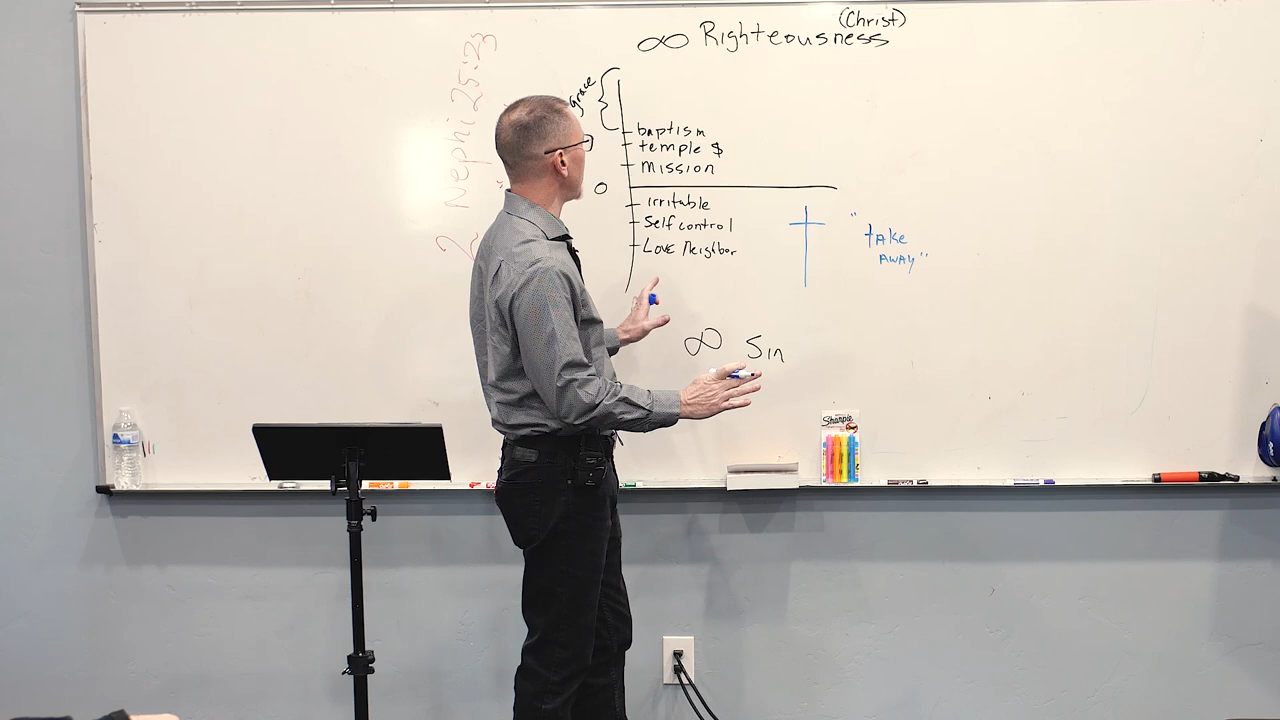 (Christ)
∞ Righteousness
2 Nephi 25:23
"
Grace
baptism
temple $
mission
0
irritable
Self control
Love Neighbor
"take
away"
∞ Sin
Sharpie